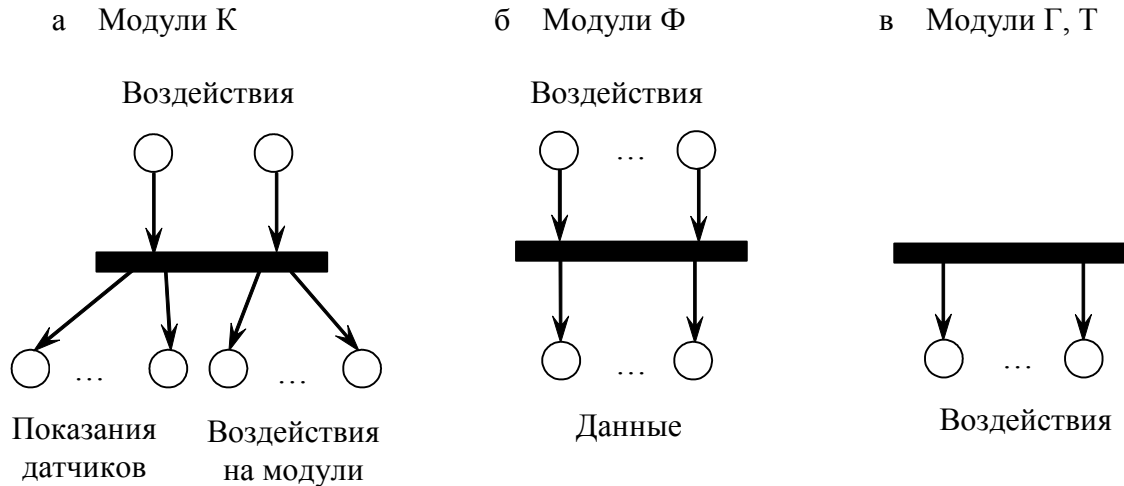 а Модули К
б Модули Ф
в Модули Г, Т
Воздействия
Воздействия
...
...
...
...
...
Показания
датчиков
Воздействия
на модули
Данные
Воздействия